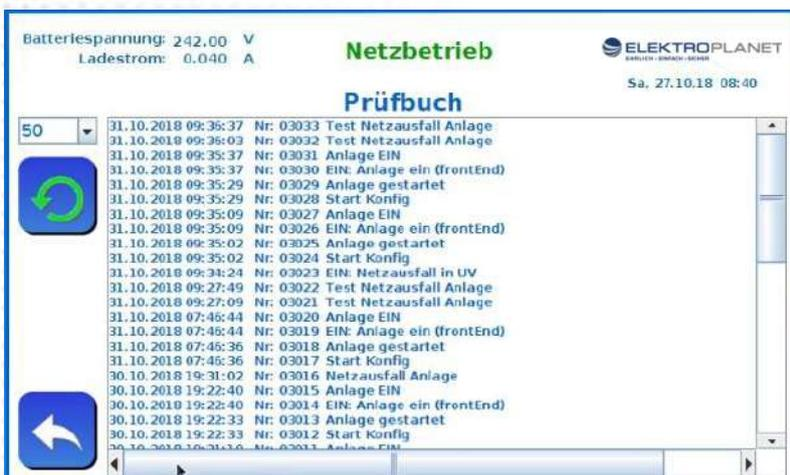 Batteriespannung: 242.00 V
Ladestrom: 0.040 A
Netzbetrieb
ELEKTROPLANET
EHRLICH - EINFACH - SICHER
Sa, 27.10.18 08:40
Prüfbuch
50
31.10.2018 09:36:37 Nr: 03033 Test Netzausfall Anlage
31.10.2018 09:36:03 Nr: 03032 Test Netzausfall Anlage
31.10.2018 09:35:37 Nr: 03031 Anlage EIN
31.10.2018 09:35:37 Nr: 03030 EIN: Anlage ein (frontEnd)
31.10.2018 09:35:29 Nr: 03029 Anlage gestartet
31.10.2018 09:35:29 Nr: 03028 Start Konfig
31.10.2018 09:35:09 Nr: 03027 Anlage EIN
31.10.2018 09:35:09 Nr: 03026 EIN: Anlage ein (frontEnd)
31.10.2018 09:35:02 Nr: 03025 Anlage gestartet
31.10.2018 09:35:02 Nr: 03024 Start Konfig
31.10.2018 09:34:24 Nr: 03023 EIN: Netzausfall in UV
31.10.2018 09:27:49 Nr: 03022 Test Netzausfall Anlage
31.10.2018 09:27:09 Nr: 03021 Test Netzausfall Anlage
31.10.2018 07:46:44 Nr: 03020 Anlage EIN
31.10.2018 07:46:44 Nr: 03019 EIN: Anlage ein (frontEnd)
31.10.2018 07:46:36 Nr: 03018 Anlage gestartet
31.10.2018 07:46:36 Nr: 03017 Start Konfig
30.10.2018 19:31:02 Nr: 03016 Netzausfall Anlage
30.10.2018 19:22:40 Nr: 03015 Anlage EIN
30.10.2018 19:22:40 Nr: 03014 EIN: Anlage ein (frontEnd)
30.10.2018 19:22:33 Nr: 03013 Anlage gestartet
30.10.2018 19:22:33 Nr: 03012 Start Konfig
Nr: 03011 Anlage EIN